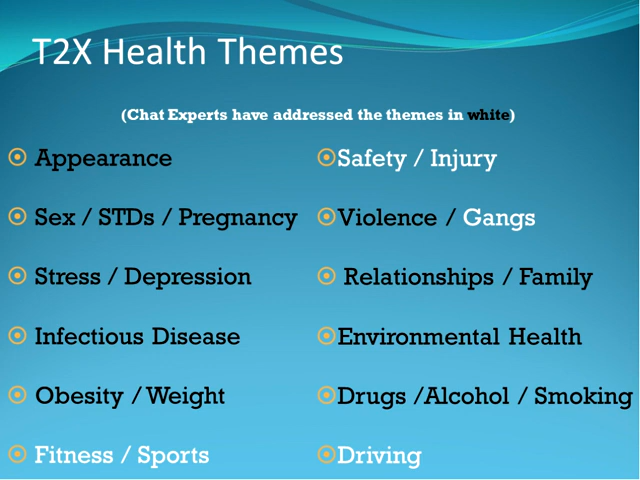 T2X Health Themes
(Chat Experts have addressed the themes in white)
Appearance
Sex / STDs / Pregnancy
Stress / Depression
Infectious Disease
Obesity / Weight
Fitness / Sports
Safety / Injury
Violence / Gangs
Relationships / Family
Environmental Health
Drugs /Alcohol / Smoking
Driving